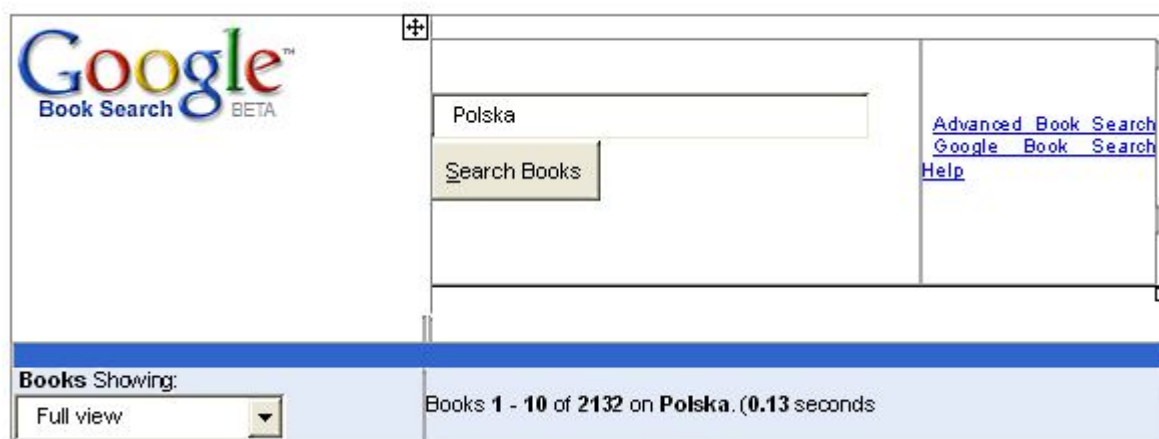 Google™
Book Search BETA
Polska
Search Books
Advanced Book Search
Google Book Search
Help
Books Showing:
Full view
Books 1 - 10 of 2132 on Polska. (0.13 seconds